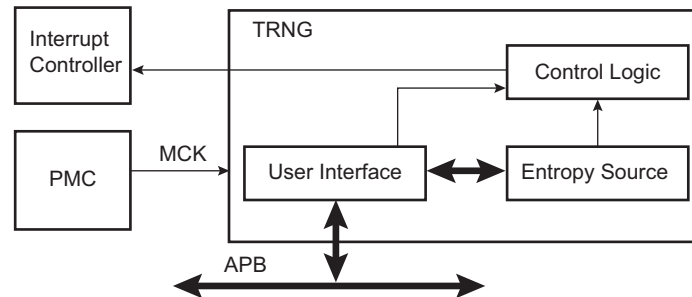 Interrupt
Controller
TRNG
Control Logic
MCK
PMC
User Interface
Entropy Source
APB